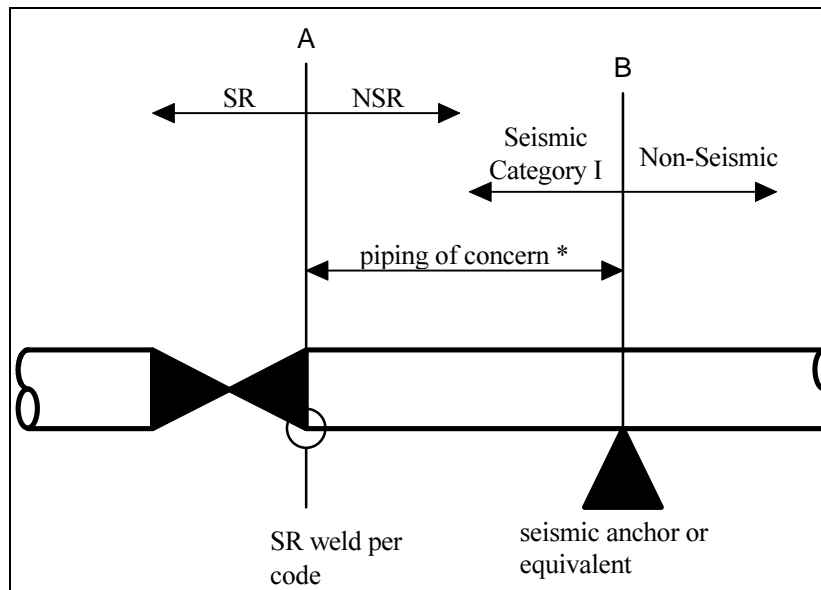 A
B
SR
NSR
Seismic
Category I
Non-Seismic
piping of concern *
SR weld per
code
seismic anchor or
equivalent